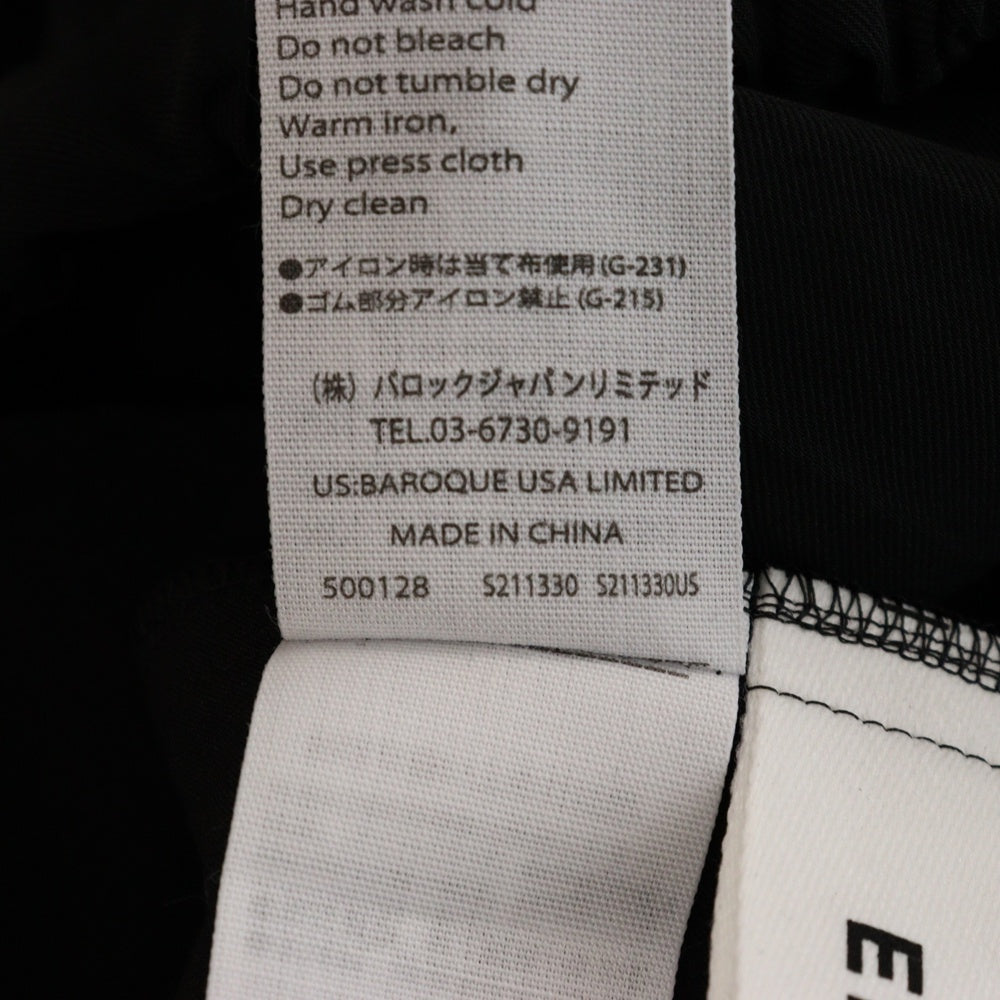 Hand wash cold
Do not bleach
Do not tumble dry
Warm iron,
Use press cloth
Dry clean
●アイロン時は当て布使用(G-231)
●ゴム部分アイロン禁止(G-215)
(株) バロックジャパンリミテッド
TEL.03-6730-9191
US:BAROQUE USA LIMITED
MADE IN CHINA
500128 S211330 S211330US
E